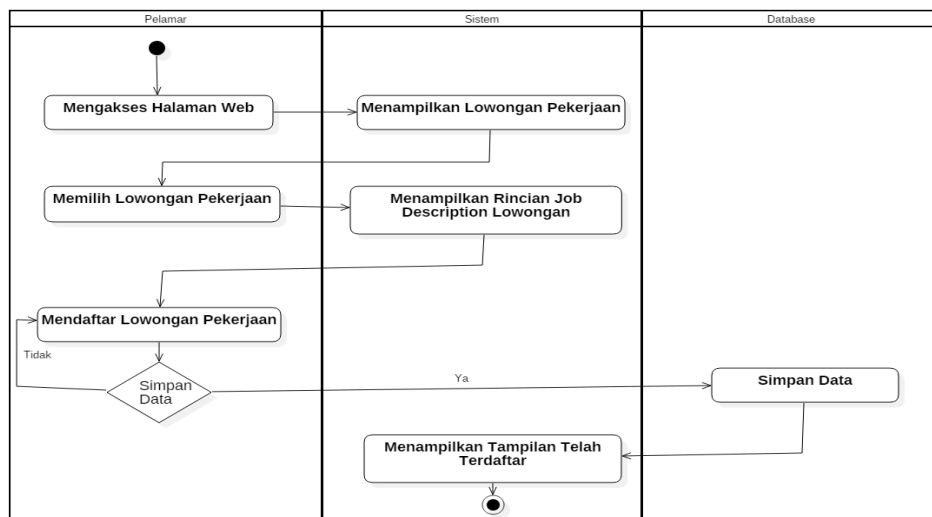 Pelamar
Sistem
Database
Mengakses Halaman Web
Menampilkan Lowongan Pekerjaan
Memilih Lowongan Pekerjaan
Menampilkan Rincian Job
Description Lowongan
Mendaftar Lowongan Pekerjaan
Tidak
Simpan
Data
Ya
Simpan Data
Menampilkan Tampilan Telah
Terdaftar